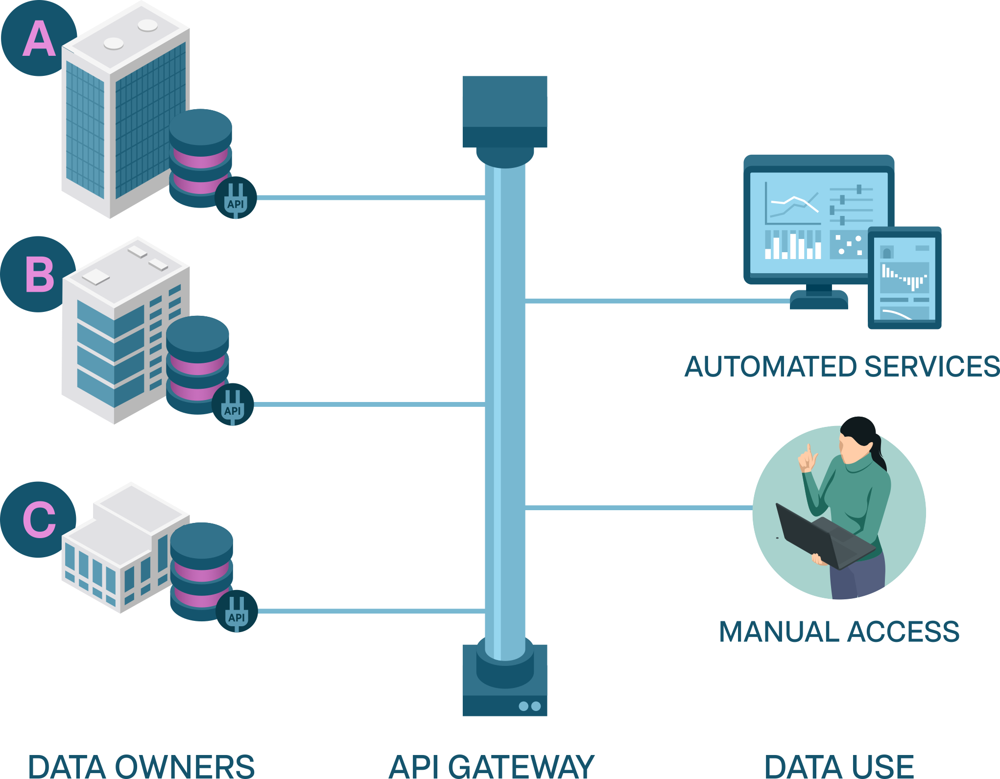 A
API
B
API
AUTOMATED SERVICES
C
API
MANUAL ACCESS
DATA OWNERS
API GATEWAY
DATA USE